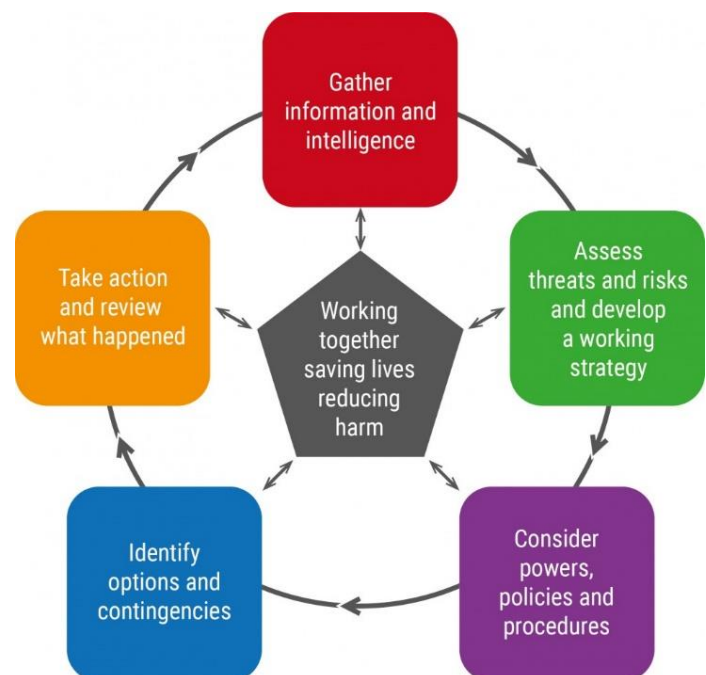 Gather
information and
intelligence
Assess
threats and risks
and develop
a working
strategy
Consider
powers,
policies and
procedures
Identify
options and
contingencies
Take action
and review
what happened
Working
together
saving lives
reducing
harm